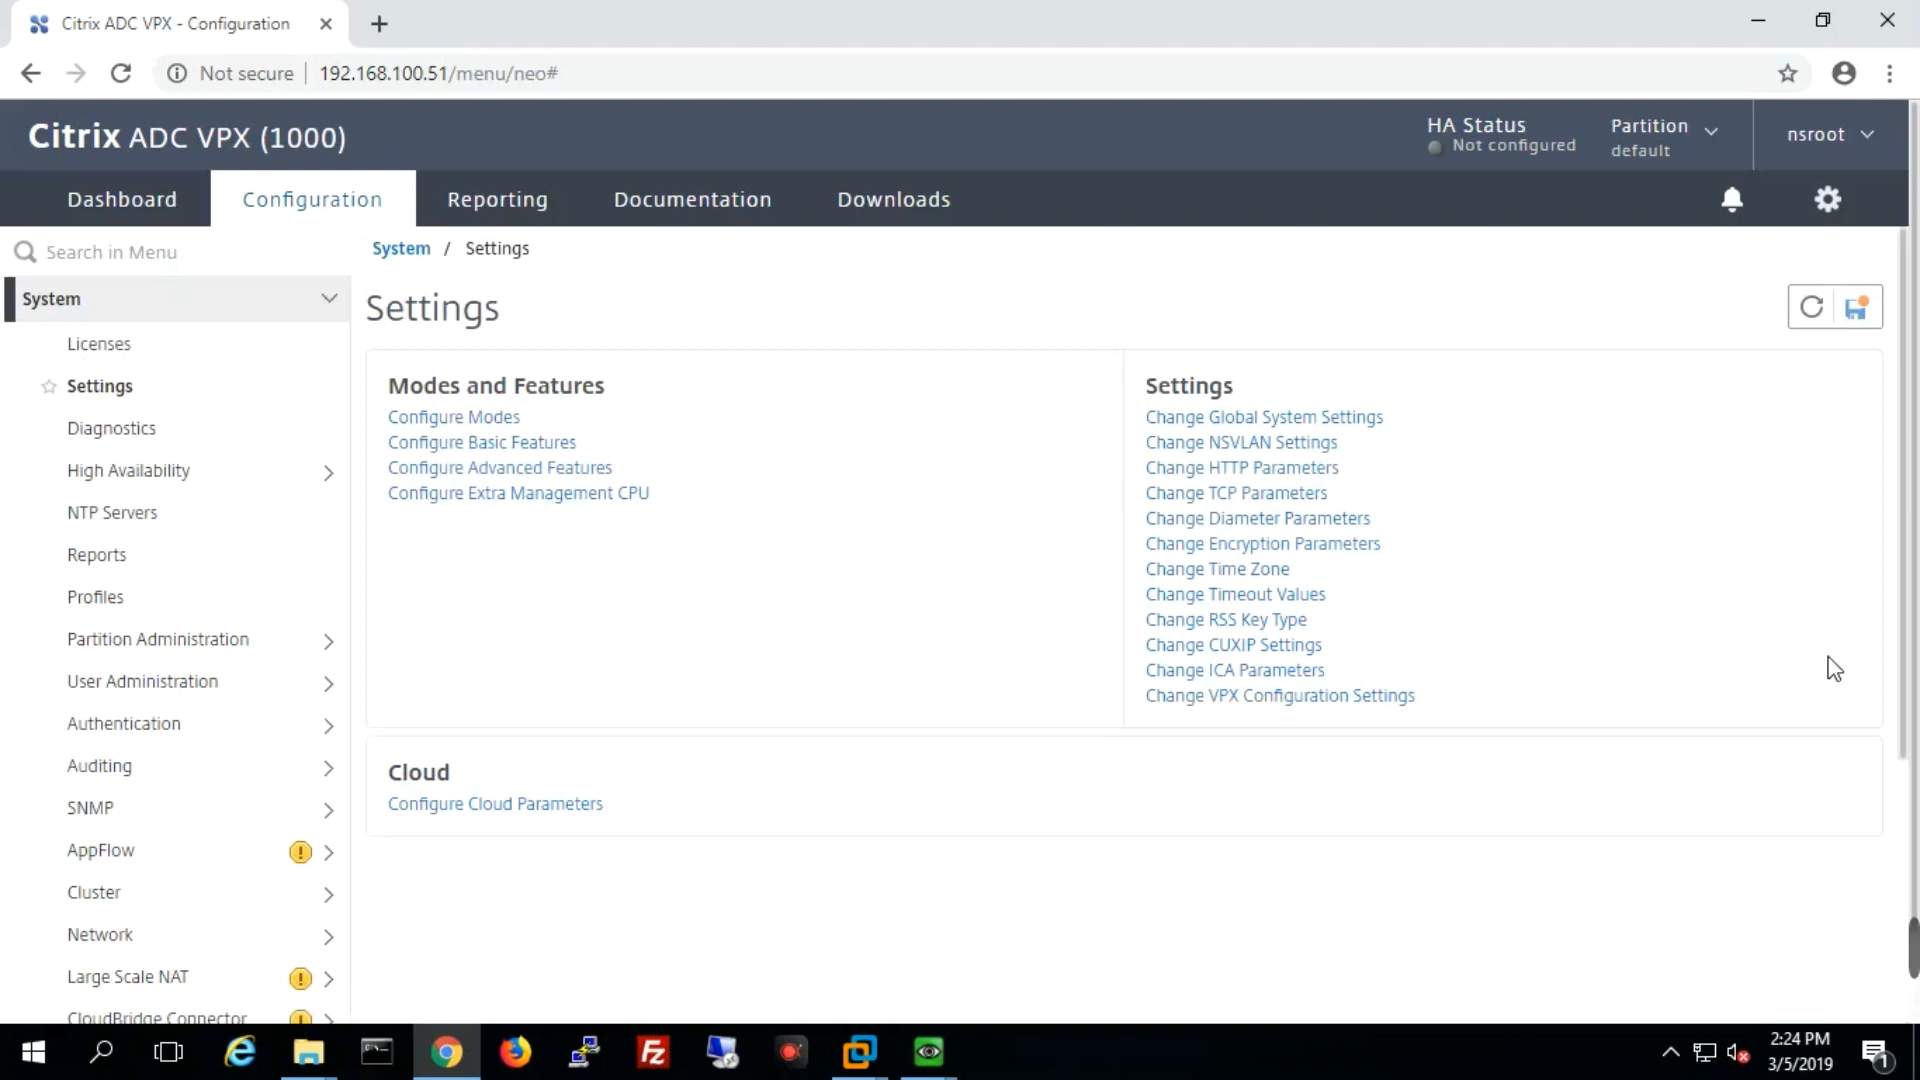 Citrix ADC VPX - Configuration
Not secure
192.168.100.51/menu/neo#
Citrix ADC VPX (1000)
HA Status
Not configured
Partition
default
nsroot
Dashboard
Configuration
Reporting
Documentation
Downloads
Search in Menu
System
Licenses
Settings
Diagnostics
High Availability
NTP Servers
Reports
Profiles
Partition Administration
User Administration
Authentication
Auditing
SNMP
AppFlow
Cluster
Network
Large Scale NAT
CloudBridge Connector
System / Settings
Settings
Modes and Features
Configure Modes
Configure Basic Features
Configure Advanced Features
Configure Extra Management CPU
Settings
Change Global System Settings
Change NSVLAN Settings
Change HTTP Parameters
Change TCP Parameters
Change Diameter Parameters
Change Encryption Parameters
Change Time Zone
Change Timeout Values
Change RSS Key Type
Change CUXIP Settings
Change ICA Parameters
Change VPX Configuration Settings
Cloud
Configure Cloud Parameters
2:24 PM
3/5/2019
1